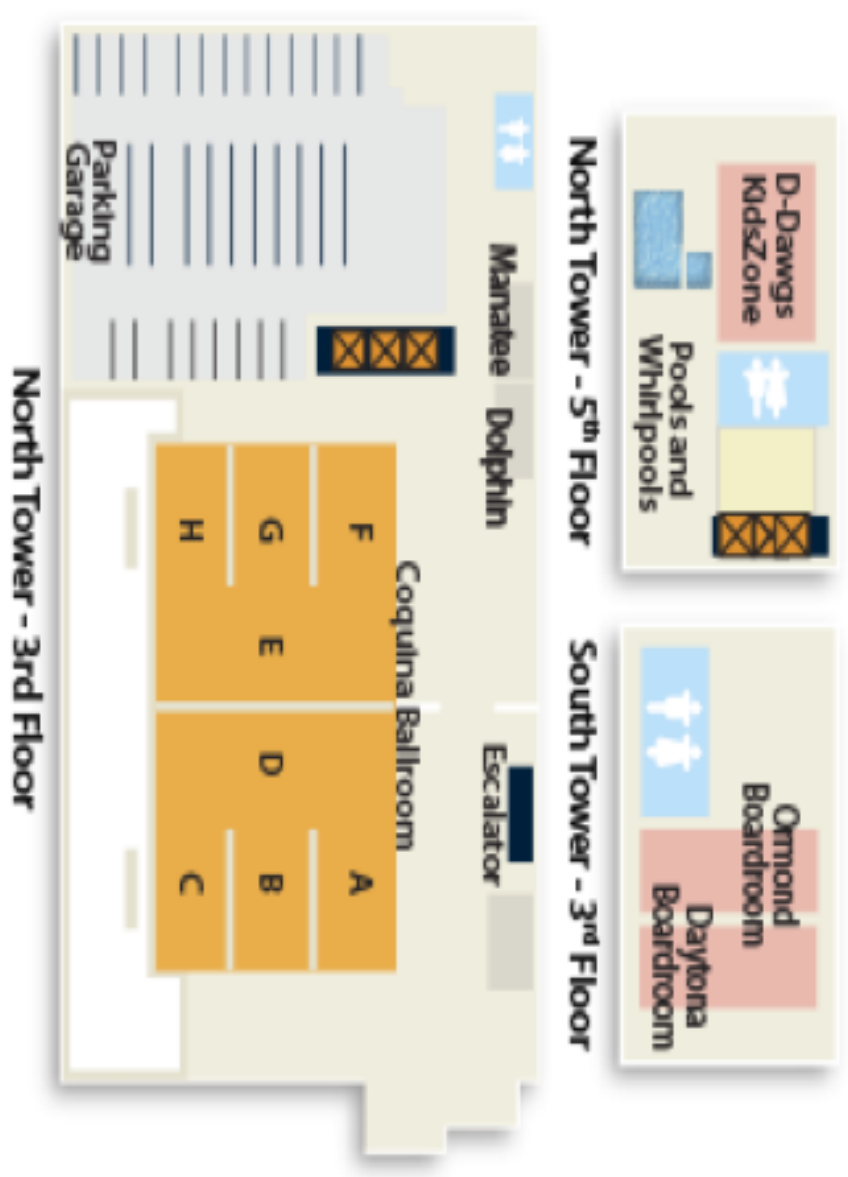 North Tower - 5th Floor
D-Dawgs
KidsZone
Pools and
Whirlpools
South Tower - 3rd Floor
Ormond
Boardroom
Daytona
Boardroom
Manatee
Dolphin
Escalator
Parking
Garage
Coquina Ballroom
F
G
H
E
D
A
B
C
North Tower - 3rd Floor